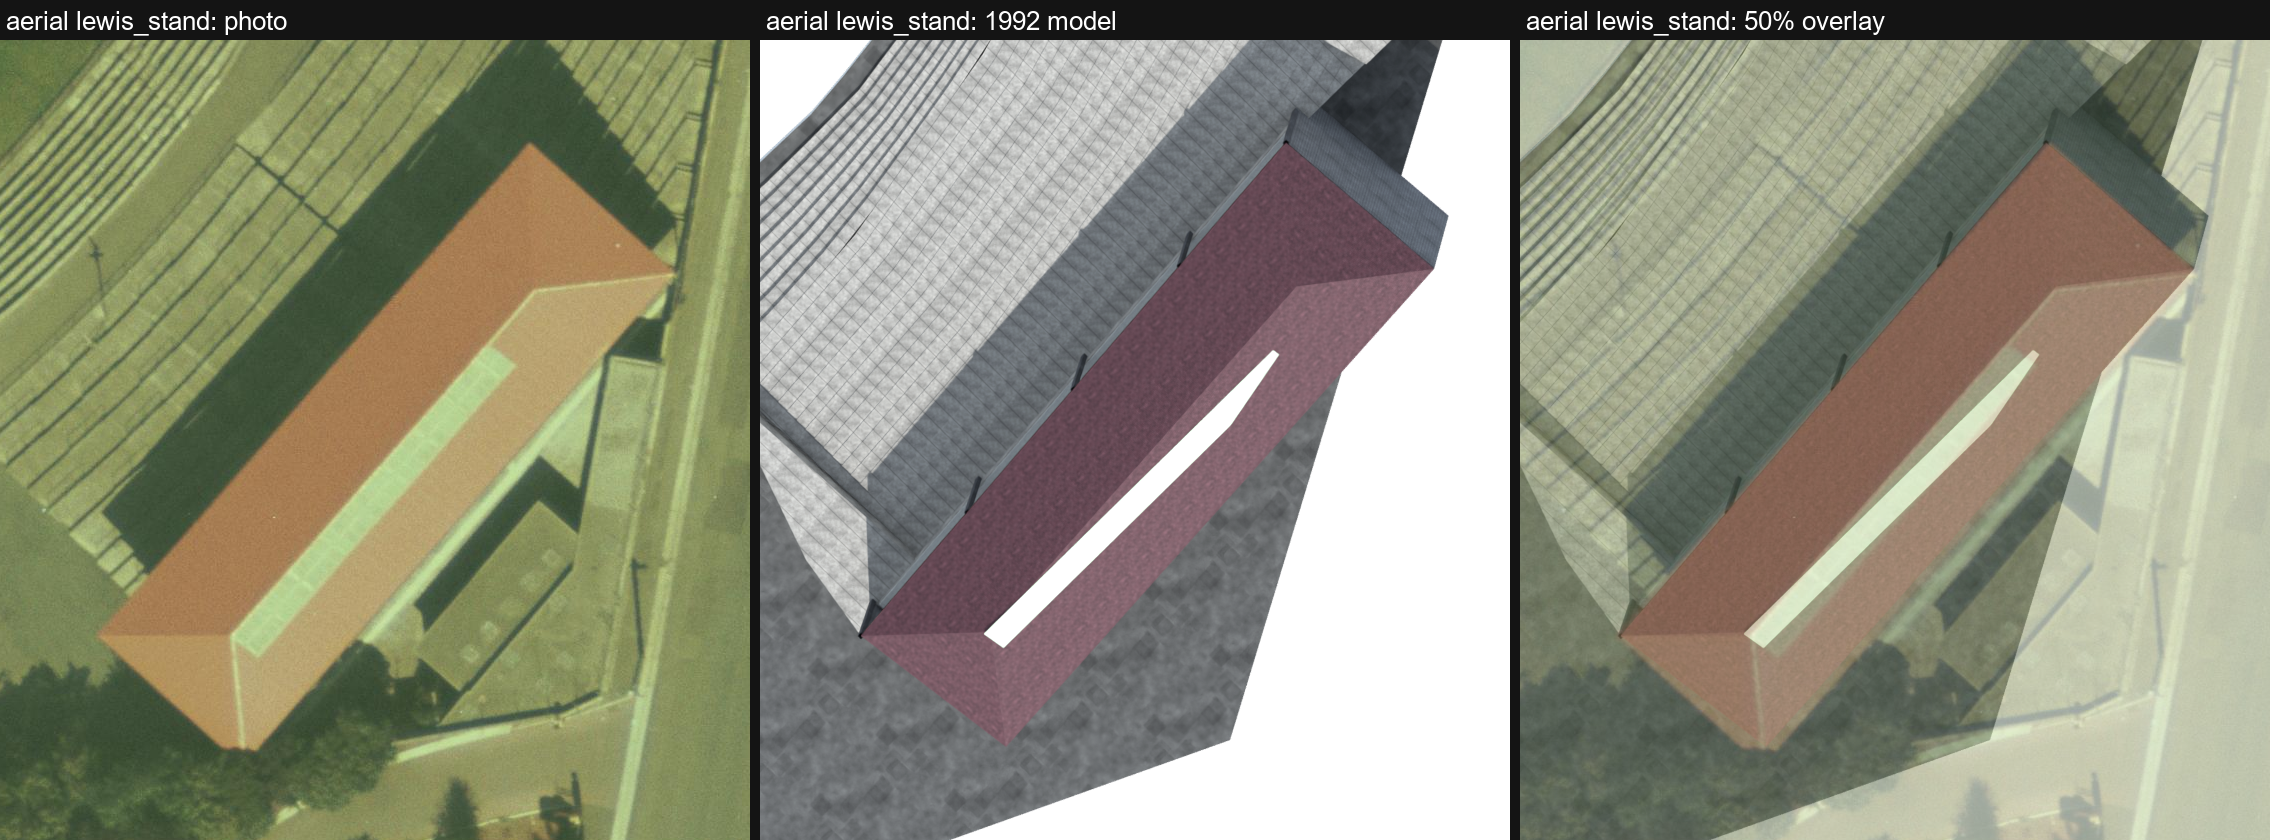 aerial lewis_stand: photo
aerial lewis_stand: 1992 model
aerial lewis_stand: 50% overlay